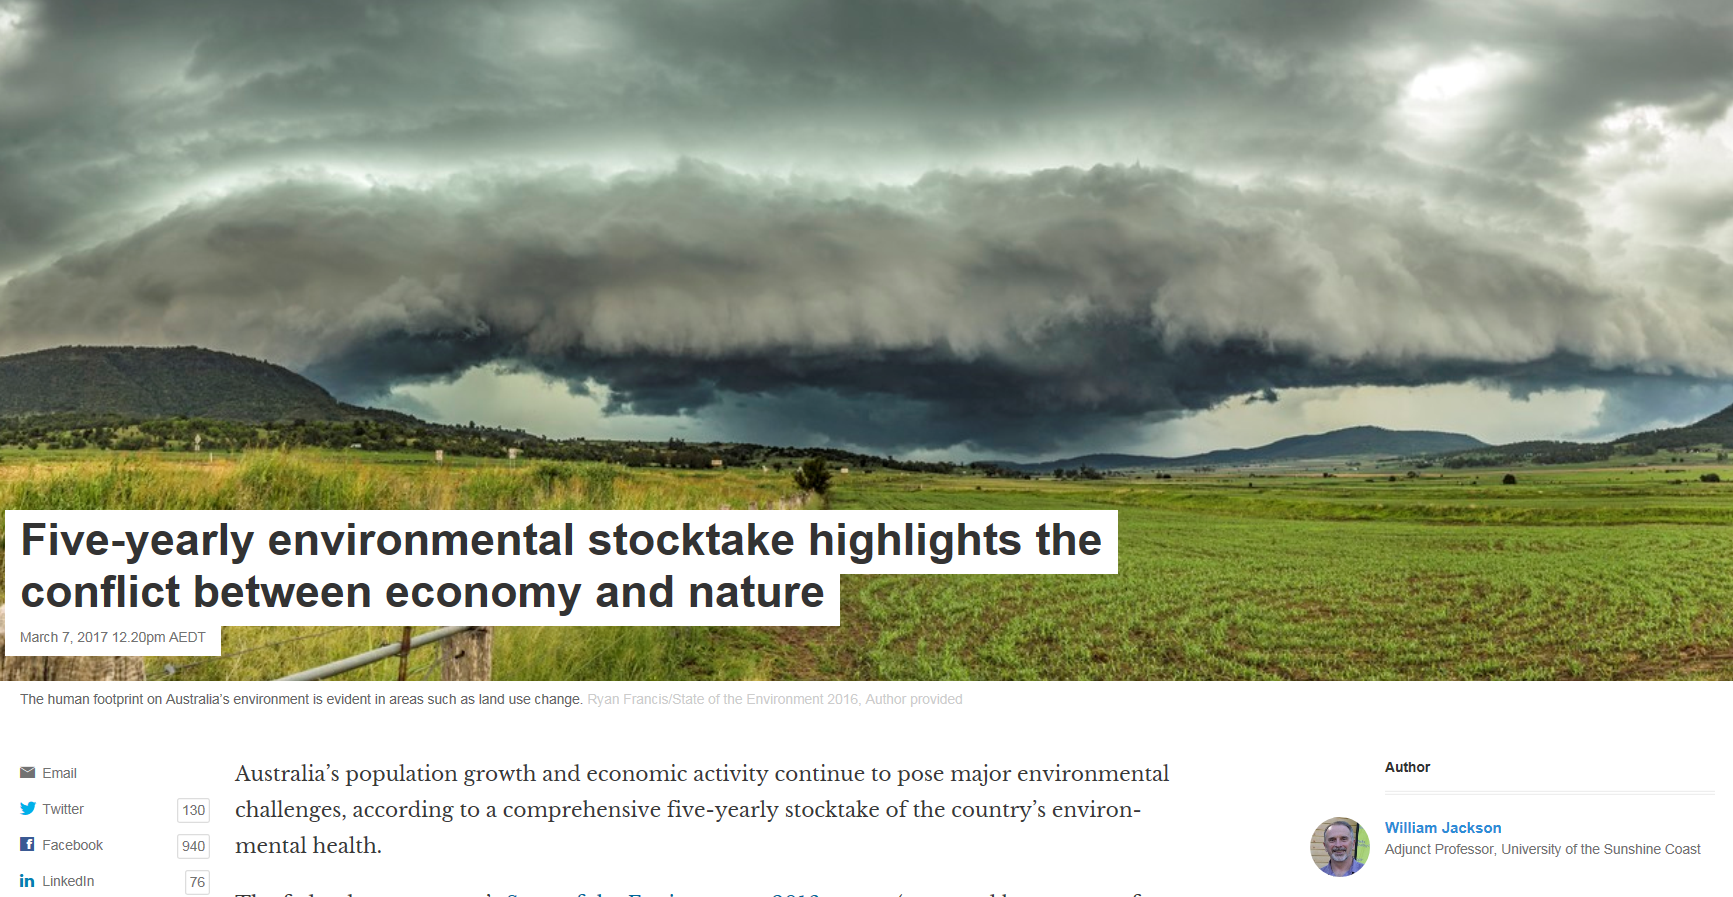 Five-yearly environmental stocktake highlights the
conflict between economy and nature
March 7, 2017 12.20pm AEDT
The human footprint on Australia’s environment is evident in areas such as land use change. Ryan Francis/State of the Environment 2016, Author provided
Email
Twitter 130
Facebook 940
LinkedIn 76
Australia’s population growth and economic activity continue to pose major environmental
challenges, according to a comprehensive five-yearly stocktake of the country’s environ-
mental health.
Author
William Jackson
Adjunct Professor, University of the Sunshine Coast